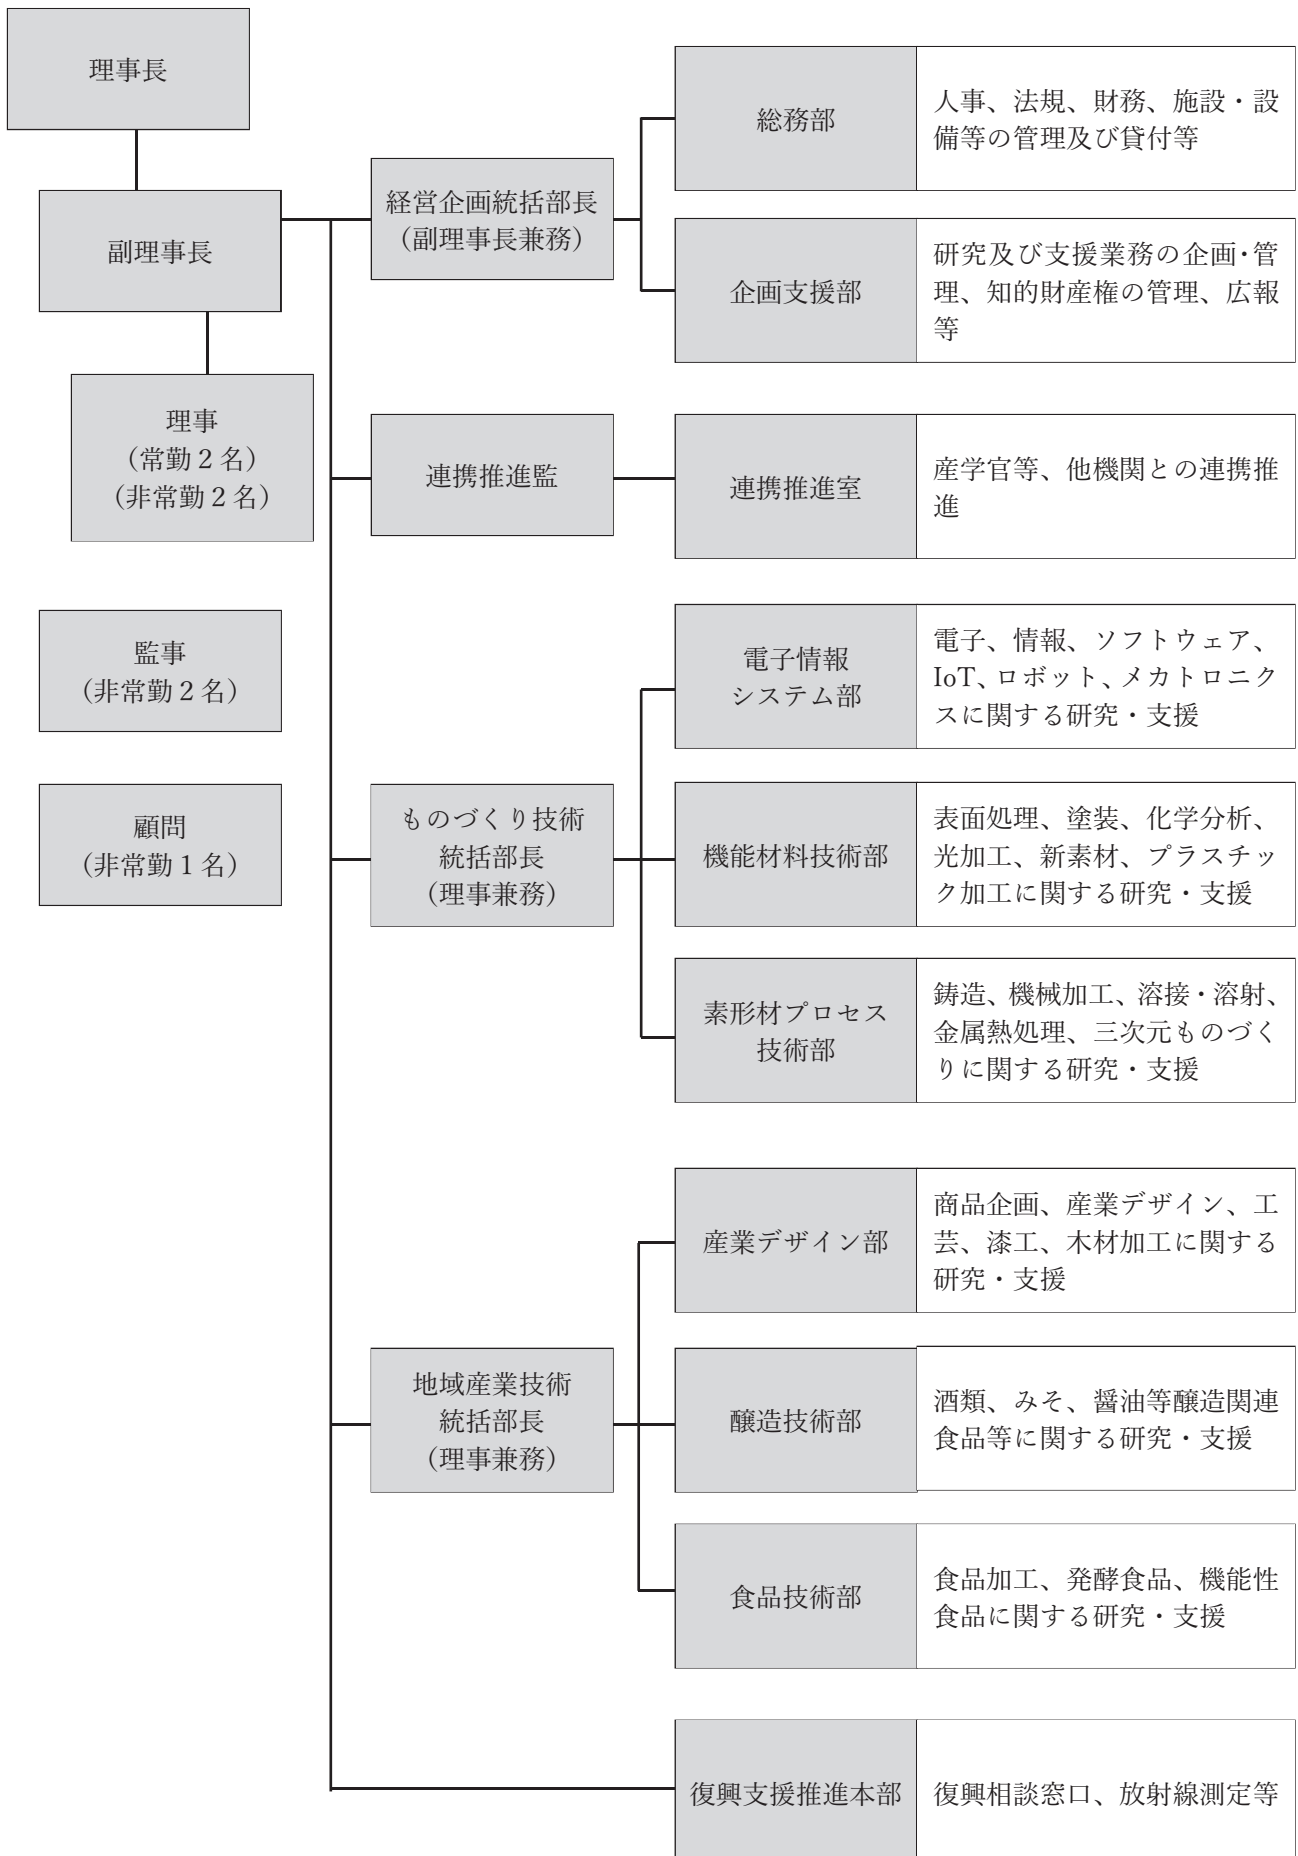 理事長
副理事長
理事
（常勤２名）
（非常勤２名）
監事
（非常勤２名）
顧問
（非常勤１名）
経営企画統括部長
（副理事長兼務）
総務部
人事、法規、財務、施設・設
備等の管理及び貸付等
企画支援部
研究及び支援業務の企画･管
理、知的財産権の管理、広報
等
連携推進監
連携推進室
産学官等、他機関との連携推
進
ものづくり技術
統括部長
（理事兼務）
電子情報
システム部
電子、情報、ソフトウェア、
IoT、ロボット、メカトロニク
スに関する研究・支援
機能材料技術部
表面処理、塗装、化学分析、
光加工、新素材、プラスチッ
ク加工に関する研究・支援
素形材プロセス
技術部
鋳造、機械加工、溶接・溶射、
金属熱処理、三次元ものづく
りに関する研究・支援
地域産業技術
統括部長
（理事兼務）
産業デザイン部
商品企画、産業デザイン、工
芸、漆工、木材加工に関する
研究・支援
醸造技術部
酒類、みそ、醤油等醸造関連
食品等に関する研究・支援
食品技術部
食品加工、発酵食品、機能性
食品に関する研究・支援
復興支援推進本部
復興相談窓口、放射線測定等